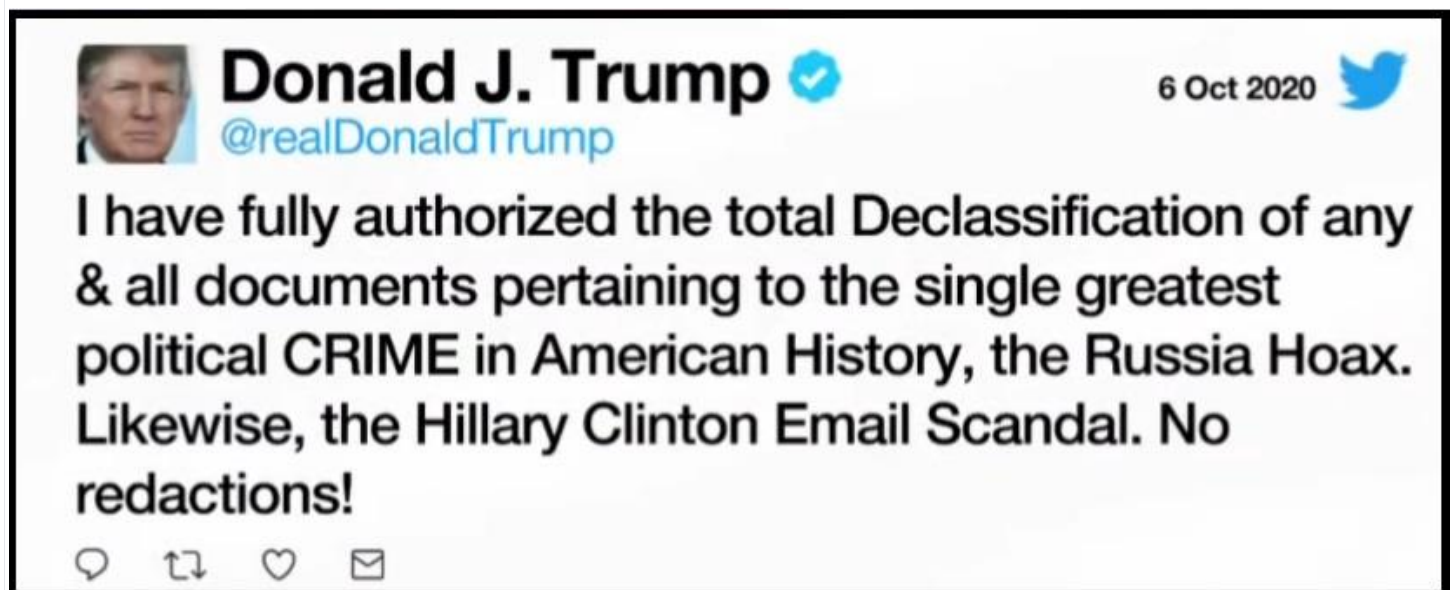 Donald J. Trump
6 Oct 2020
@realDonaldTrump
I have fully authorized the total Declassification of any
& all documents pertaining to the single greatest
political CRIME in American History, the Russia Hoax.
Likewise, the Hillary Clinton Email Scandal. No
redactions!